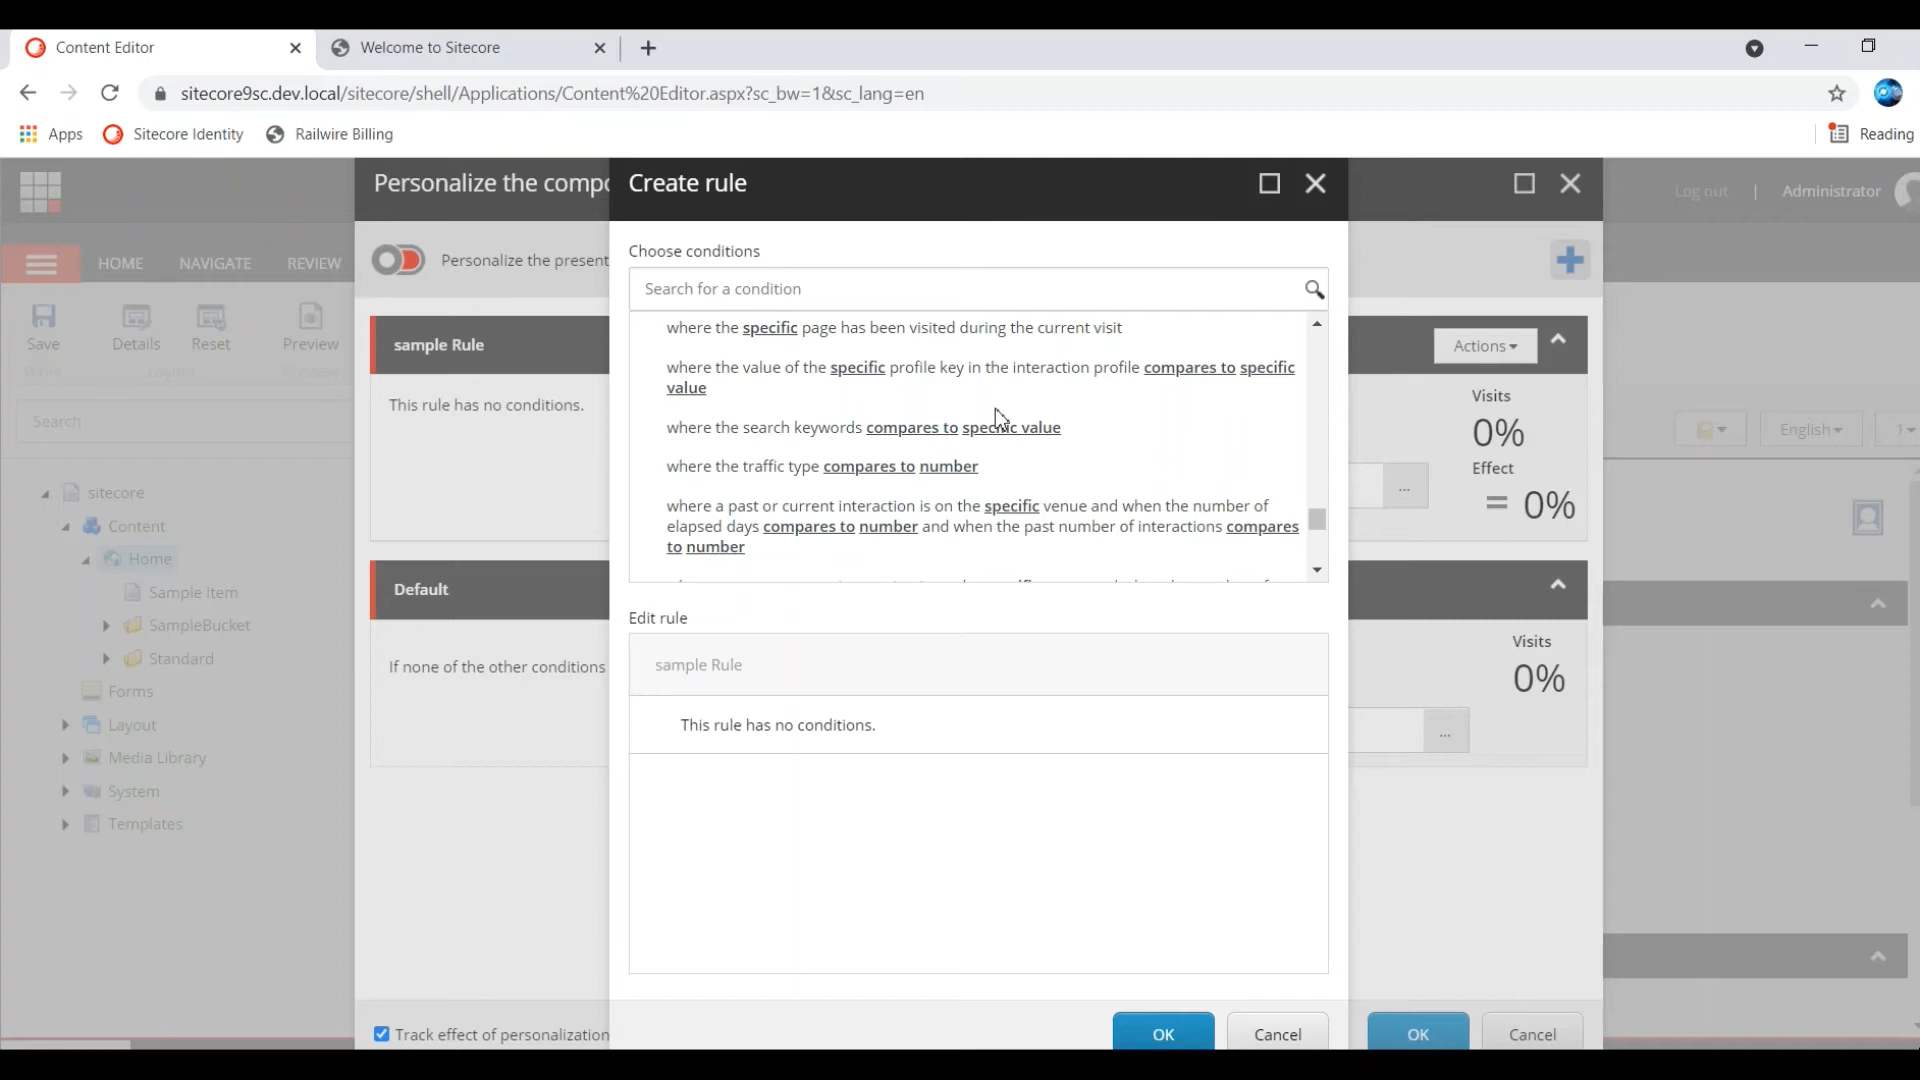 Content Editor
Welcome to Sitecore
sitecore9sc.dev.local/sitecore/shell/Applications/Content%20Editor.aspx?sc_bw=1&sc_lang=en
Apps
Sitecore Identity
Railwire Billing
Reading
Personalize the compo
Create rule
Log out
|
Administrator
HOME
NAVIGATE
REVIEW
Personalize the present
Choose conditions
Search for a condition
Save
Details
Reset
Preview
Layout
Search
sample Rule
Actions
This rule has no conditions.
Visits
0%
Effect
= 0%
...
English
1
where the specific page has been visited during the current visit
where the value of the specific profile key in the interaction profile compares to specific
value
where the search keywords compares to specific value
where the traffic type compares to number
where a past or current interaction is on the specific venue and when the number of
elapsed days compares to number and when the past number of interactions compares
to number
sitecore
Content
Home
Sample Item
SampleBucket
Standard
Forms
Layout
Media Library
System
Templates
Default
If none of the other conditions
Visits
0%
...
Edit rule
sample Rule
This rule has no conditions.
Track effect of personalization
OK
Cancel
OK
Cancel